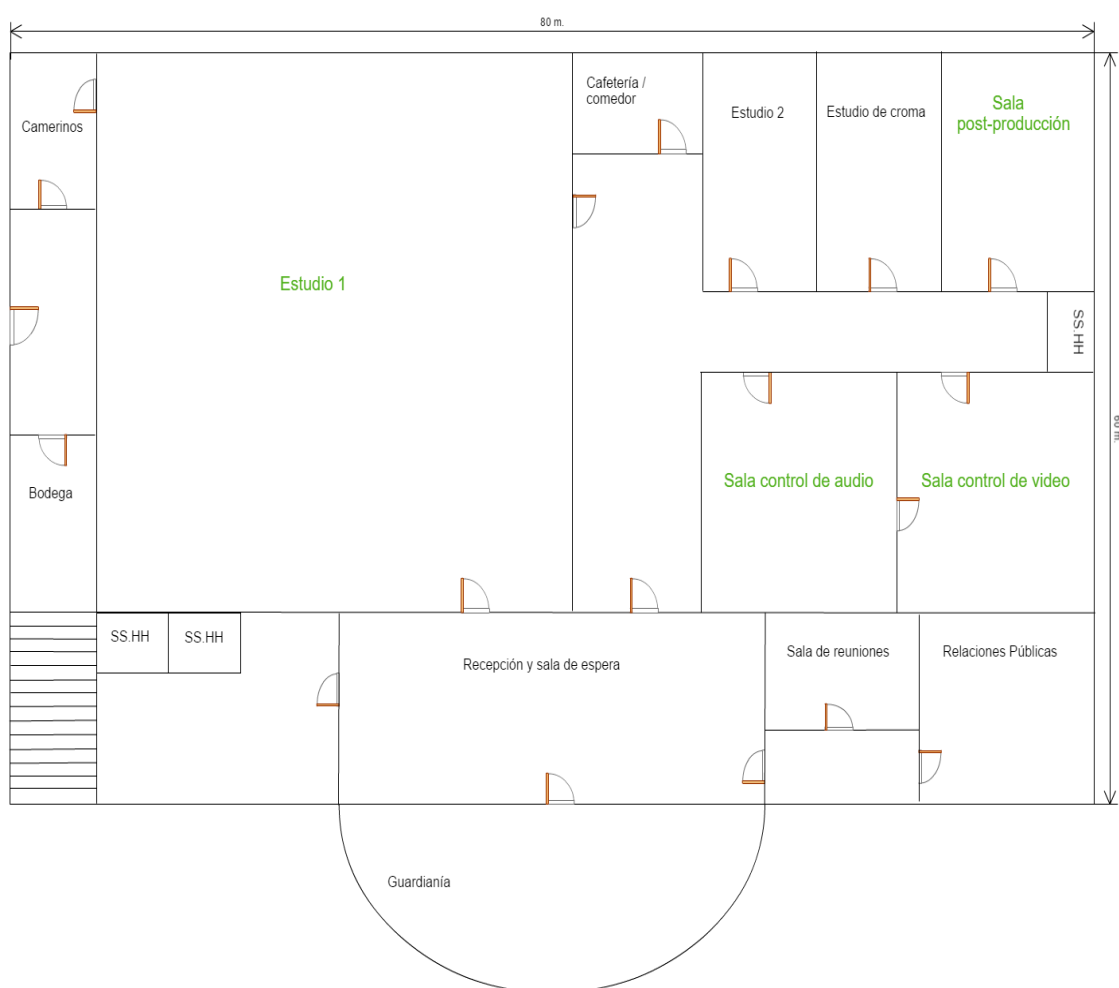 80 m.
Cafetería /
comedor
Estudio 2
Estudio de croma
Sala
post-producción
Camerinos
Estudio 1
SS.HH
60 m.
Sala control de audio
Sala control de video
Bodega
SS.HH
SS.HH
Recepción y sala de espera
Sala de reuniones
Relaciones Públicas
Guardianía